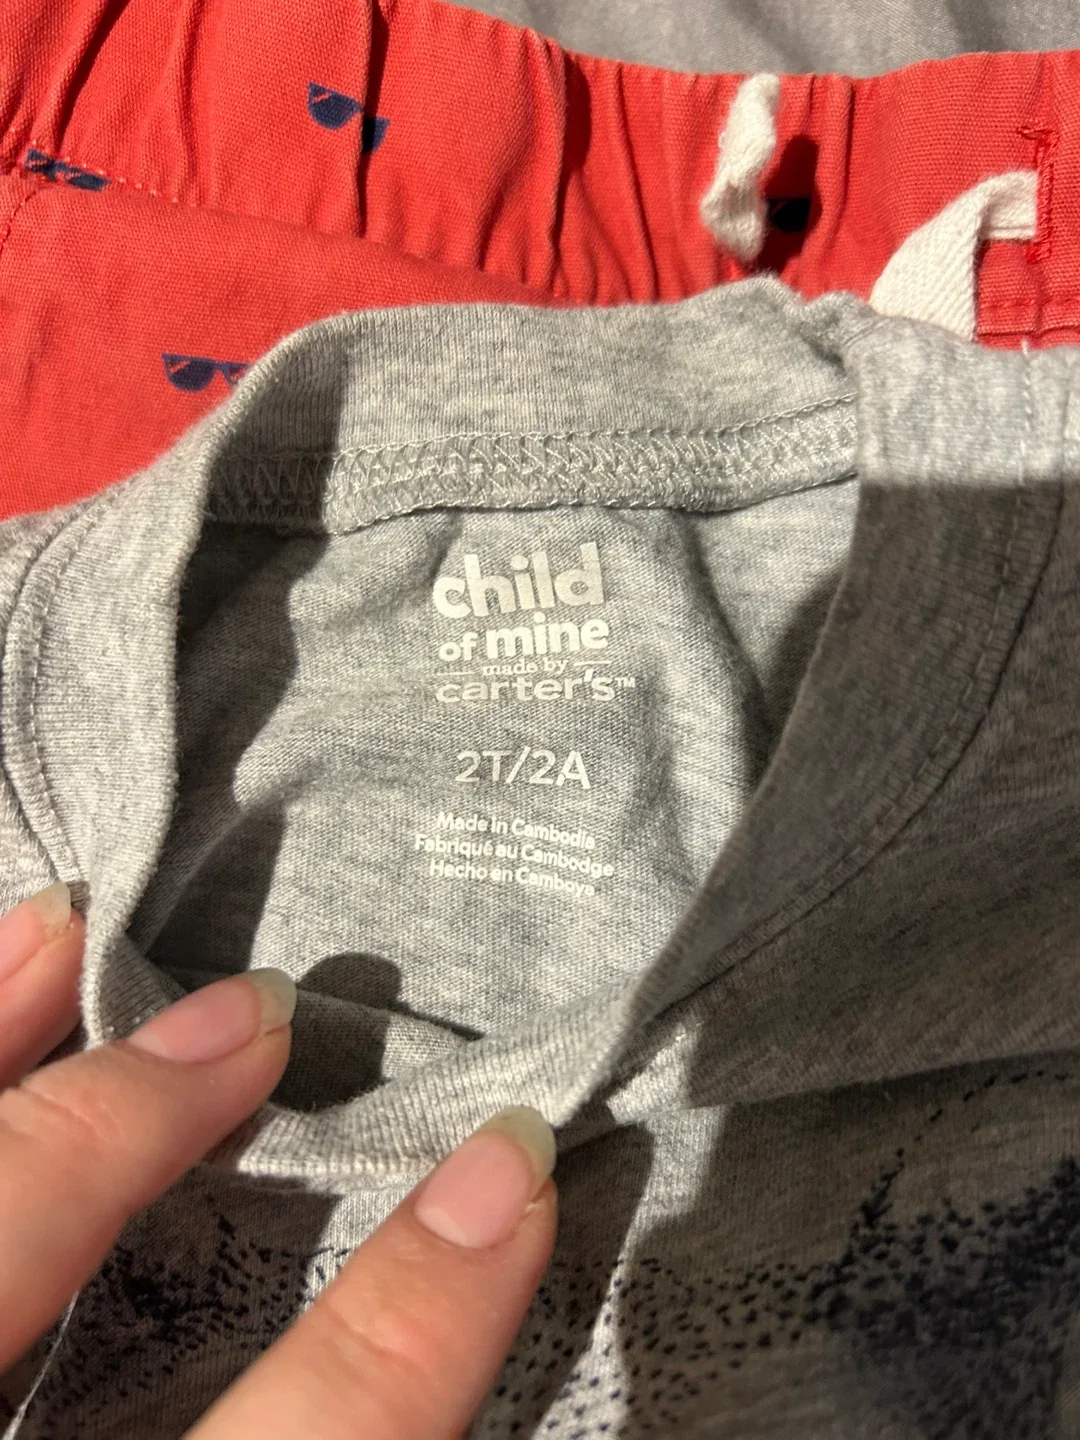 child
of mine
made by
carter's™
2T/2A
Made in Cambodia
Fabriqué au Cambodge
Hecho en Camboya